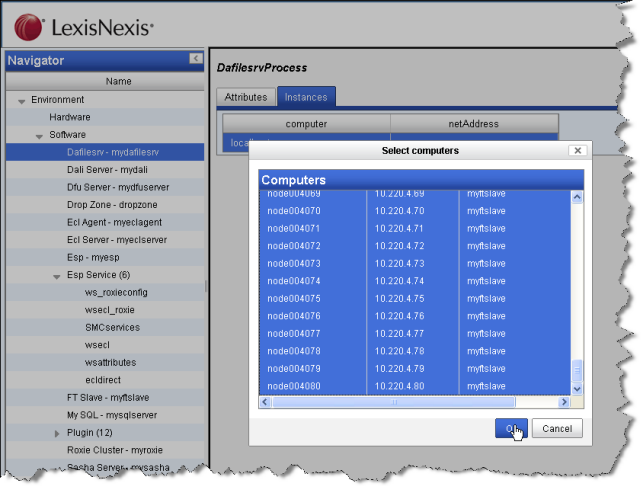 LexisNexis®
Navigator
Name
Environment
Hardware
Software
Dafilesrv - mydafilesrv
Dali Server - mydali
Dfu Server - mydfuserver
Drop Zone - dropzone
Ecl Agent - myeclagent
Ecl Server - myeclserver
Esp - myesp
Esp Service (6)
ws_roxieconfig
wsecl_roxie
SMCservices
wsecl
wsattributes
ecldirect
FT Slave - myftslave
My SQL - mysqlserver
Plugin (12)
Roxie Cluster - myroxie
Sasha Server - mysasha
DafilesrvProcess
Attributes Instances
computer netAddress
Select computers
Computers
node004069 10.220.4.69 myftslave
node004070 10.220.4.70 myftslave
node004071 10.220.4.71 myftslave
node004072 10.220.4.72 myftslave
node004073 10.220.4.73 myftslave
node004074 10.220.4.74 myftslave
node004075 10.220.4.75 myftslave
node004076 10.220.4.76 myftslave
node004077 10.220.4.77 myftslave
node004078 10.220.4.78 myftslave
node004079 10.220.4.79 myftslave
node004080 10.220.4.80 myftslave
Cancel